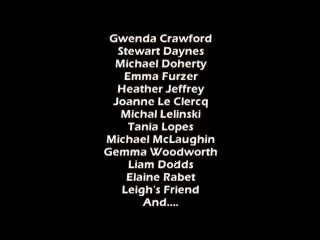 Gwenda Crawford
Stewart Daynes
Michael Doherty
Emma Furzer
Heather Jeffrey
Joanne Le Clercq
Michal Lelinski
Tania Lopes
Michael McLaughin
Gemma Woodworth
Liam Dodds
Elaine Rabet
Leigh's Friend
And....